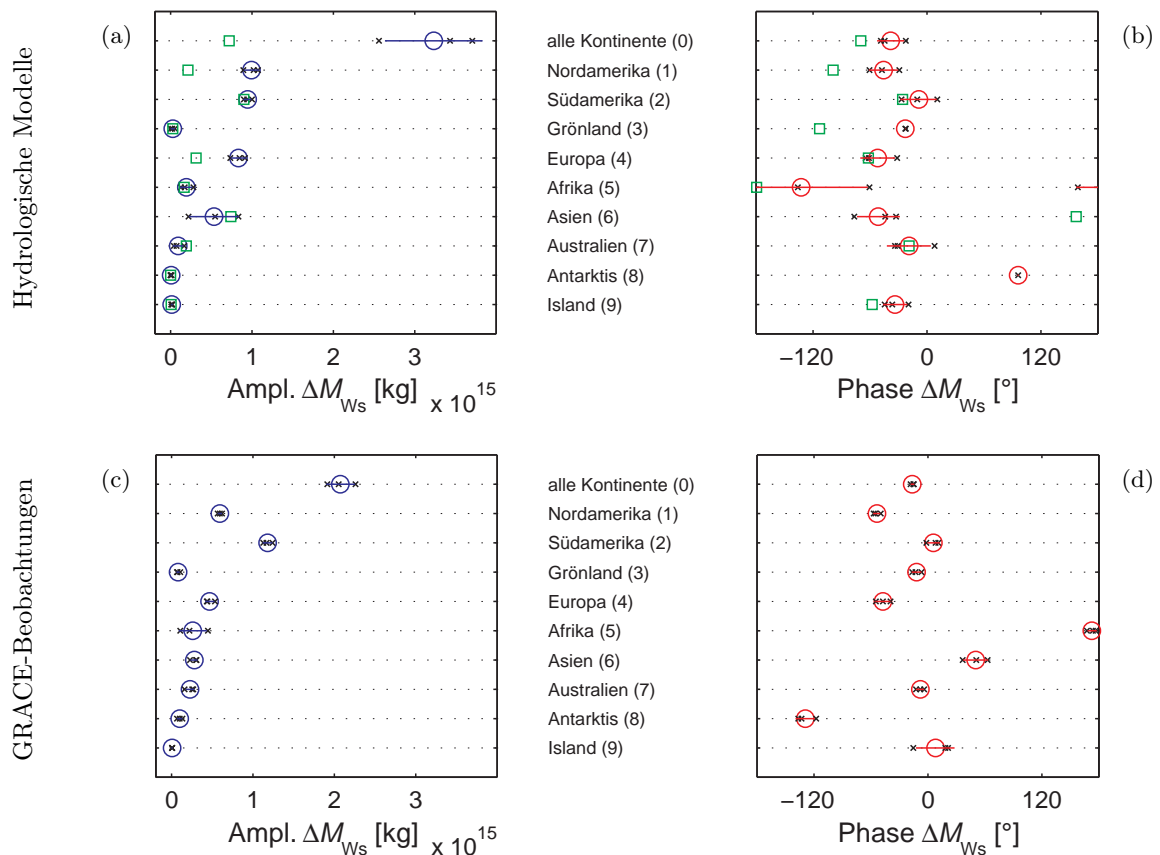 Hydrologische Modelle
(a)
alle Kontinente (0)
Nordamerika (1)
Südamerika (2)
Grönland (3)
Europa (4)
Afrika (5)
Asien (6)
Australien (7)
Antarktis (8)
Island (9)
(b)
0 1 2 3
Ampl. ΔM_Ws [kg] x 10^15
−120 0 120
Phase ΔM_Ws [°]
GRACE-Beobachtungen
(c)
alle Kontinente (0)
Nordamerika (1)
Südamerika (2)
Grönland (3)
Europa (4)
Afrika (5)
Asien (6)
Australien (7)
Antarktis (8)
Island (9)
(d)
0 1 2 3
Ampl. ΔM_Ws [kg] x 10^15
−120 0 120
Phase ΔM_Ws [°]